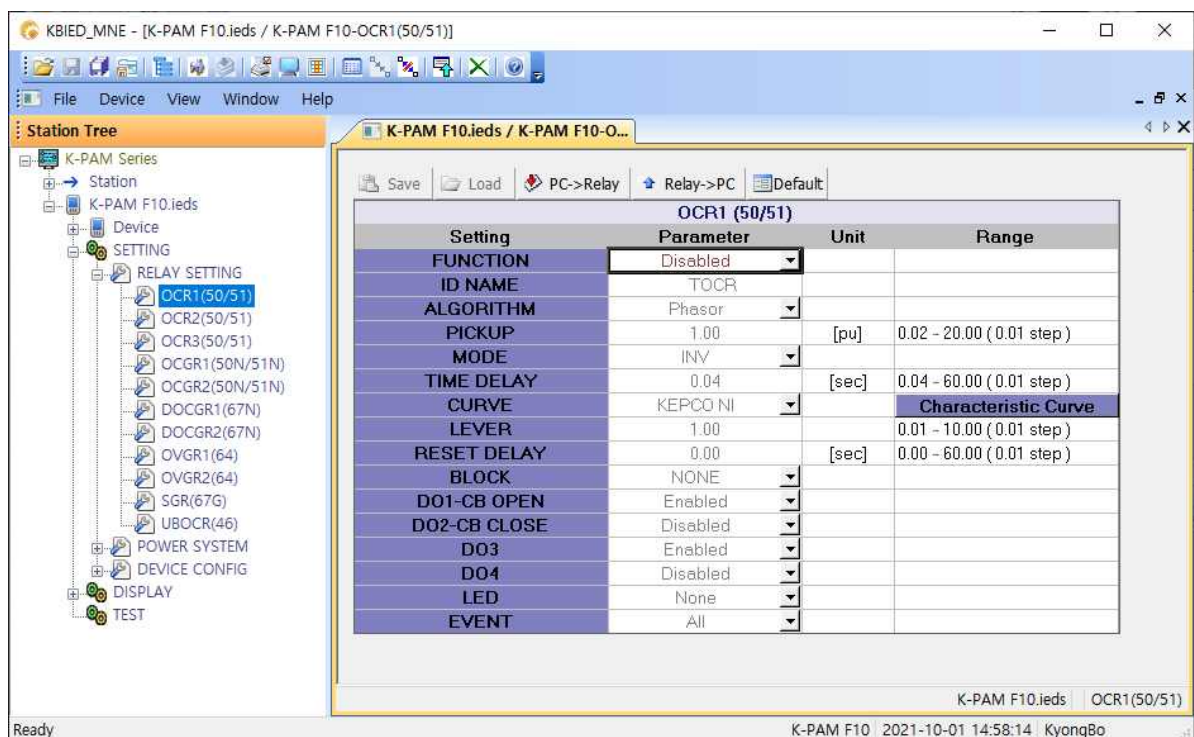 KBIED_MNE - [K-PAM F10.ieds / K-PAM F10-OCR1(50/51)]
File Device View Window Help
Station Tree
K-PAM F10.ieds / K-PAM F10-O...
K-PAM Series
Station
K-PAM F10.ieds
Device
SETTING
RELAY SETTING
OCR1(50/51)
OCR2(50/51)
OCR3(50/51)
OCGR1(50N/51N)
OCGR2(50N/51N)
DOCGR1(67N)
DOCGR2(67N)
OVGR1(64)
OVGR2(64)
SGR(67G)
UBOCR(46)
POWER SYSTEM
DEVICE CONFIG
DISPLAY
TEST
Save Load PC->Relay Relay->PC Default
OCR1 (50/51)
Setting Parameter Unit Range
FUNCTION Disabled
ID NAME TOCR
ALGORITHM Phasor
PICKUP 1.00 [pu] 0.02 - 20.00 ( 0.01 step )
MODE INV
TIME DELAY 0.04 [sec] 0.04 - 60.00 ( 0.01 step )
CURVE KEPCO NI Characteristic Curve
LEVER 1.00 0.01 - 10.00 ( 0.01 step )
RESET DELAY 0.00 [sec] 0.00 - 60.00 ( 0.01 step )
BLOCK NONE
DO1-CB OPEN Enabled
DO2-CB CLOSE Disabled
DO3 Enabled
DO4 Disabled
LED None
EVENT All
K-PAM F10.ieds OCR1(50/51)
Ready K-PAM F10 2021-10-01 14:58:14 KyongBo